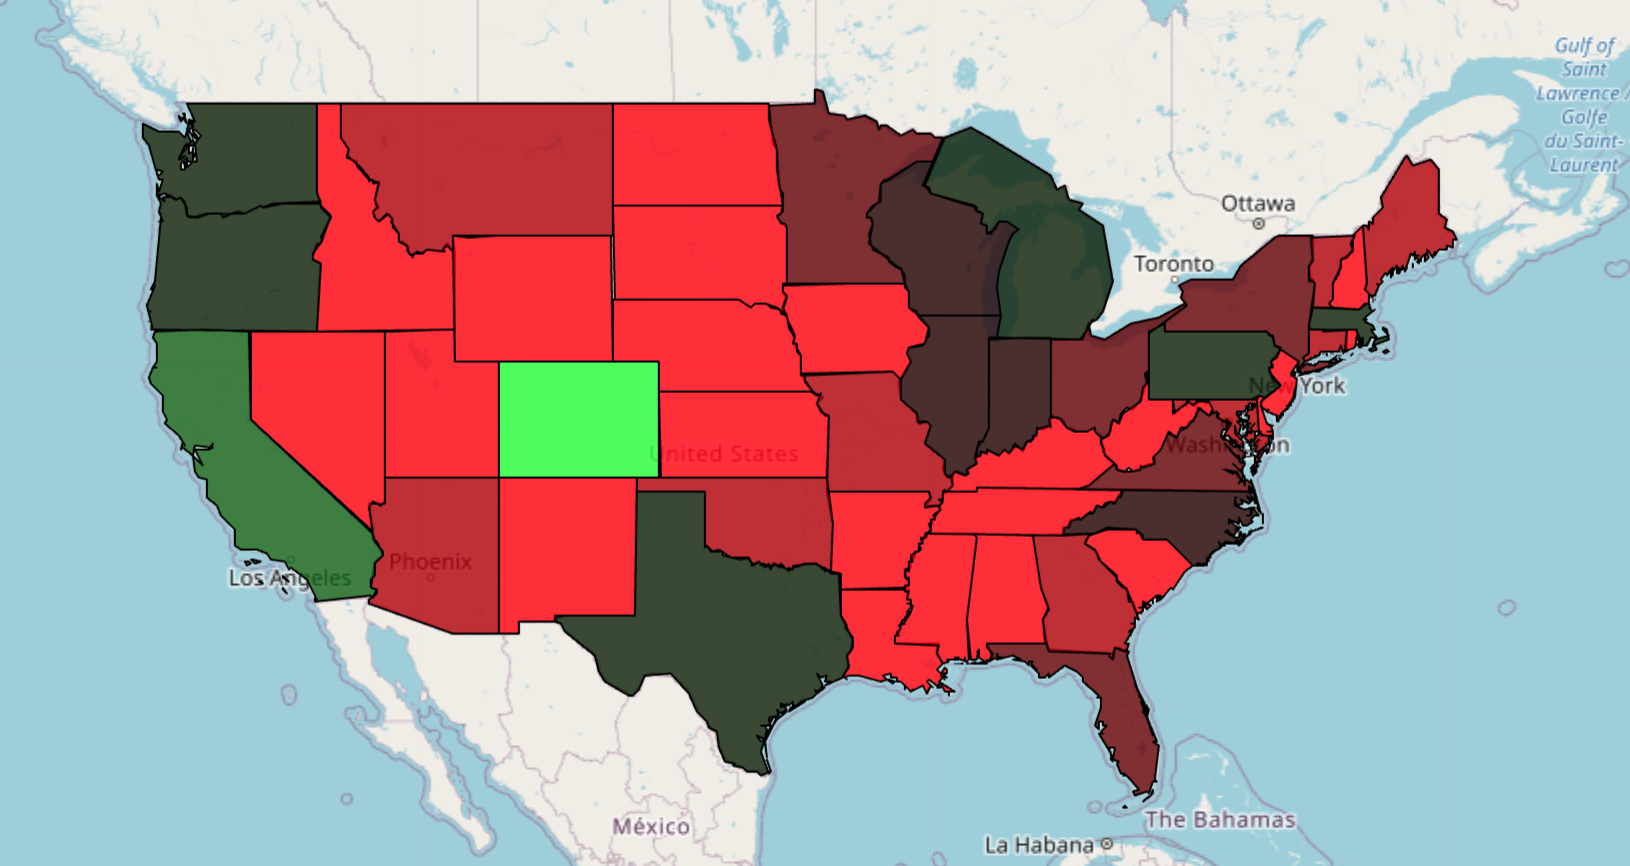 Gulf of
Saint
Lawrence /
Golfe
du Saint-
Laurent
Ottawa
Toronto
New York
Washington
United States
Phoenix
Los Angeles
México
The Bahamas
La Habana